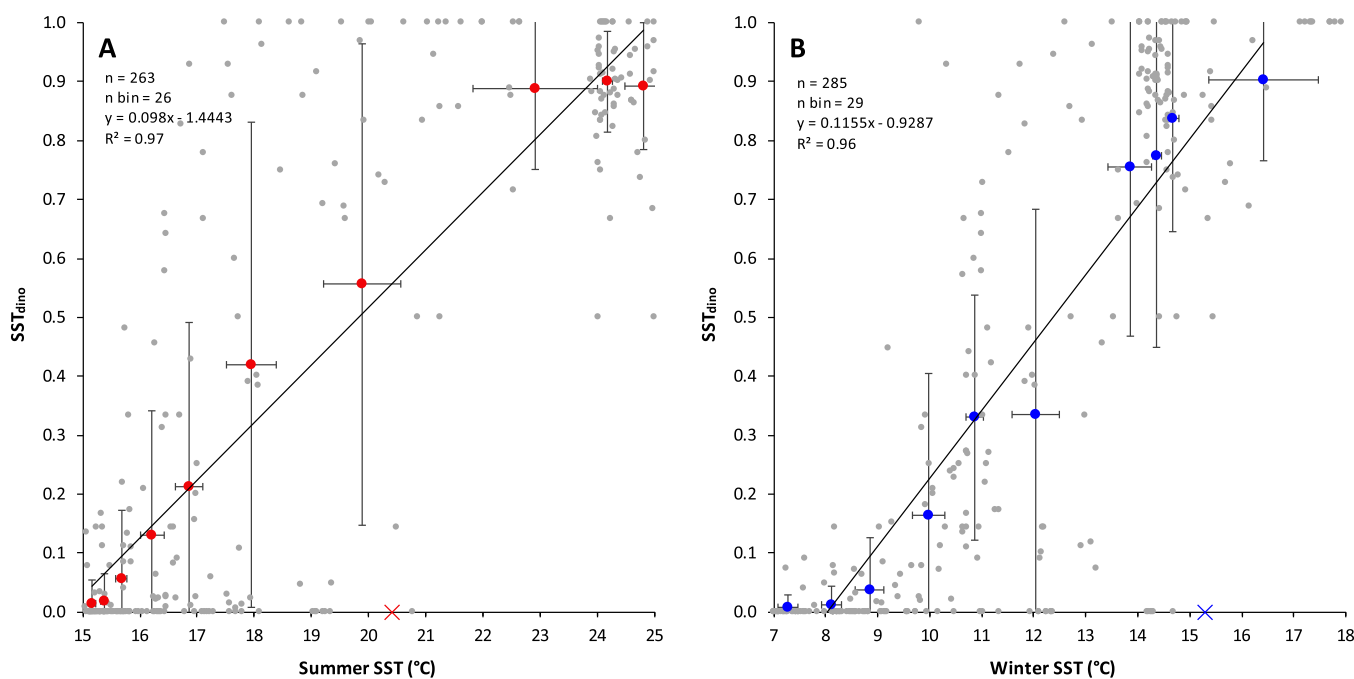 A
n = 263
n bin = 26
y = 0.098x - 1.4443
R² = 0.97
SSTdino
1.0
0.9
0.8
0.7
0.6
0.5
0.4
0.3
0.2
0.1
0.0
15 16 17 18 19 20 21 22 23 24 25
Summer SST (°C)
B
n = 285
n bin = 29
y = 0.1155x - 0.9287
R² = 0.96
SSTdino
1.0
0.9
0.8
0.7
0.6
0.5
0.4
0.3
0.2
0.1
0.0
7 8 9 10 11 12 13 14 15 16 17 18
Winter SST (°C)